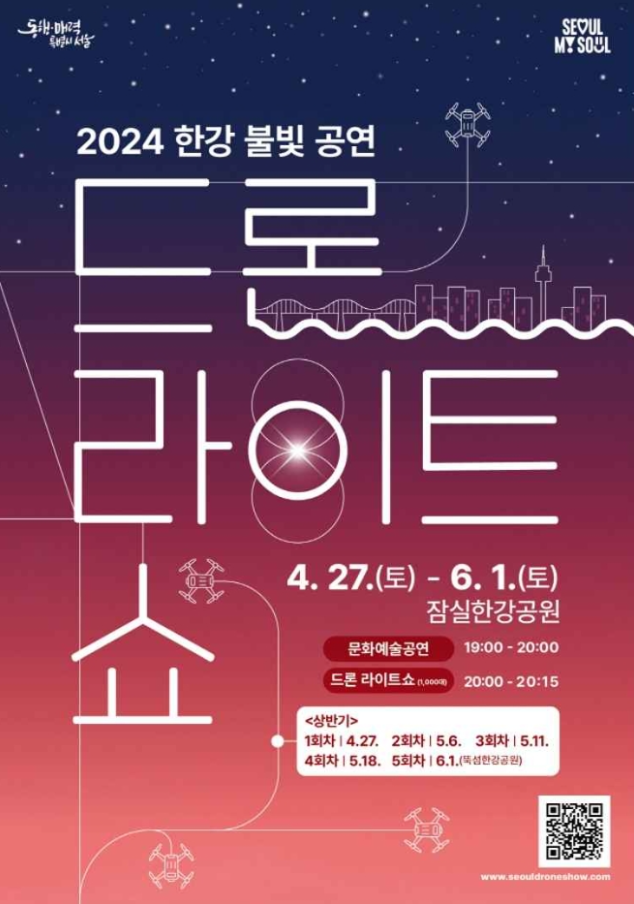 동행·매력
특별시 서울
SEOUL
MY SOUL
2024 한강 불빛 공연
드론
라이트
쇼
4. 27.(토) - 6. 1.(토)
잠실한강공원
문화예술공연 19:00 - 20:00
드론 라이트쇼 (1,000대) 20:00 - 20:15
<상반기>
1회차 | 4.27. 2회차 | 5.6. 3회차 | 5.11.
4회차 | 5.18. 5회차 | 6.1.(뚝섬한강공원)
www.seouldroneshow.com